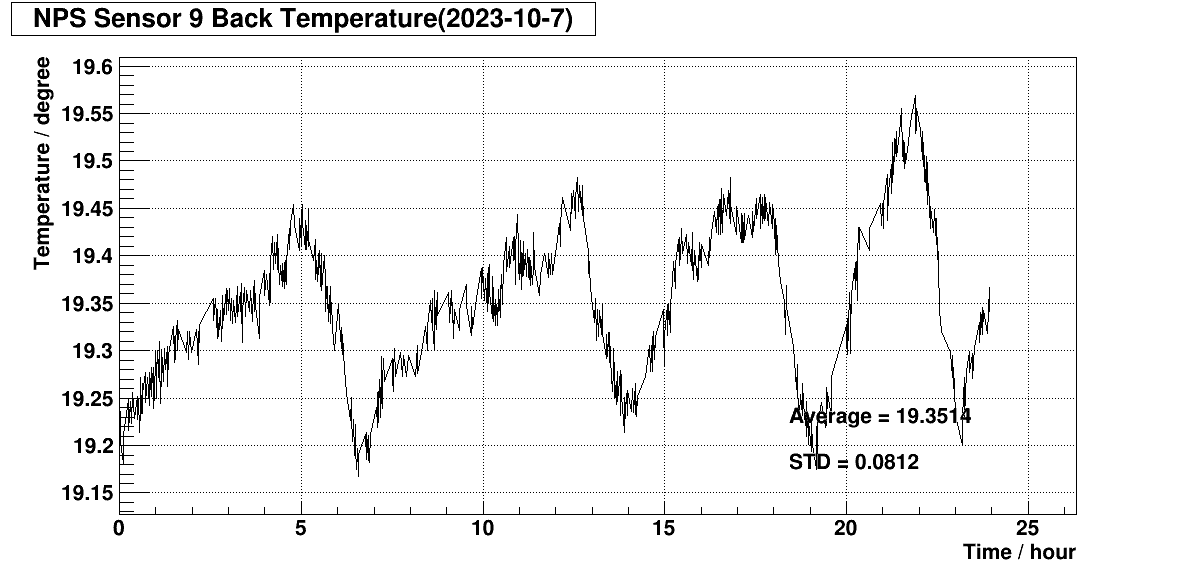 NPS Sensor 9 Back Temperature(2023-10-7)
Temperature / degree
19.6
19.55
19.5
19.45
19.4
19.35
19.3
19.25
19.2
19.15
Average = 19.3514
STD = 0.0812
0 5 10 15 20 25
Time / hour